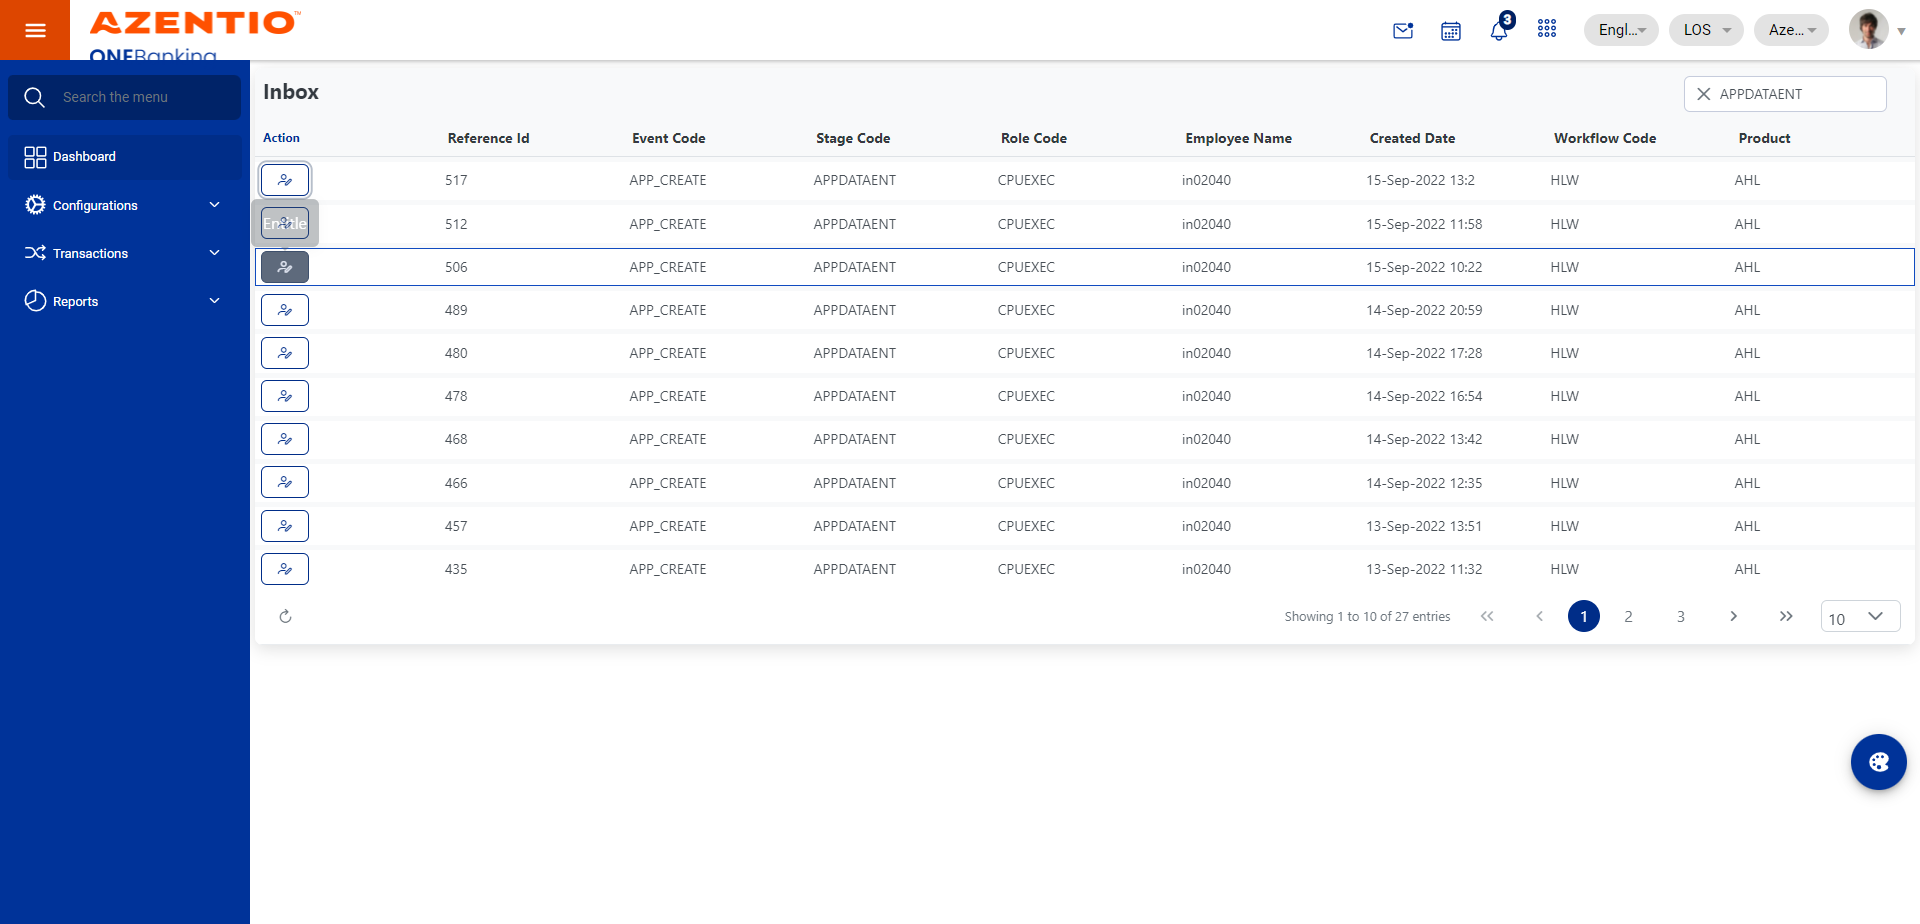 AZENTIO™
ONEBanking
3
Engl...
LOS
Aze...
Search the menu
Dashboard
Configurations
Transactions
Reports
Inbox
APPDATAENT
Action Reference Id Event Code Stage Code Role Code Employee Name Created Date Workflow Code Product
517 APP_CREATE APPDATAENT CPUEXEC in02040 15-Sep-2022 13:2 HLW AHL
Entitle
512 APP_CREATE APPDATAENT CPUEXEC in02040 15-Sep-2022 11:58 HLW AHL
506 APP_CREATE APPDATAENT CPUEXEC in02040 15-Sep-2022 10:22 HLW AHL
489 APP_CREATE APPDATAENT CPUEXEC in02040 14-Sep-2022 20:59 HLW AHL
480 APP_CREATE APPDATAENT CPUEXEC in02040 14-Sep-2022 17:28 HLW AHL
478 APP_CREATE APPDATAENT CPUEXEC in02040 14-Sep-2022 16:54 HLW AHL
468 APP_CREATE APPDATAENT CPUEXEC in02040 14-Sep-2022 13:42 HLW AHL
466 APP_CREATE APPDATAENT CPUEXEC in02040 14-Sep-2022 12:35 HLW AHL
457 APP_CREATE APPDATAENT CPUEXEC in02040 13-Sep-2022 13:51 HLW AHL
435 APP_CREATE APPDATAENT CPUEXEC in02040 13-Sep-2022 11:32 HLW AHL
Showing 1 to 10 of 27 entries 1 2 3 10